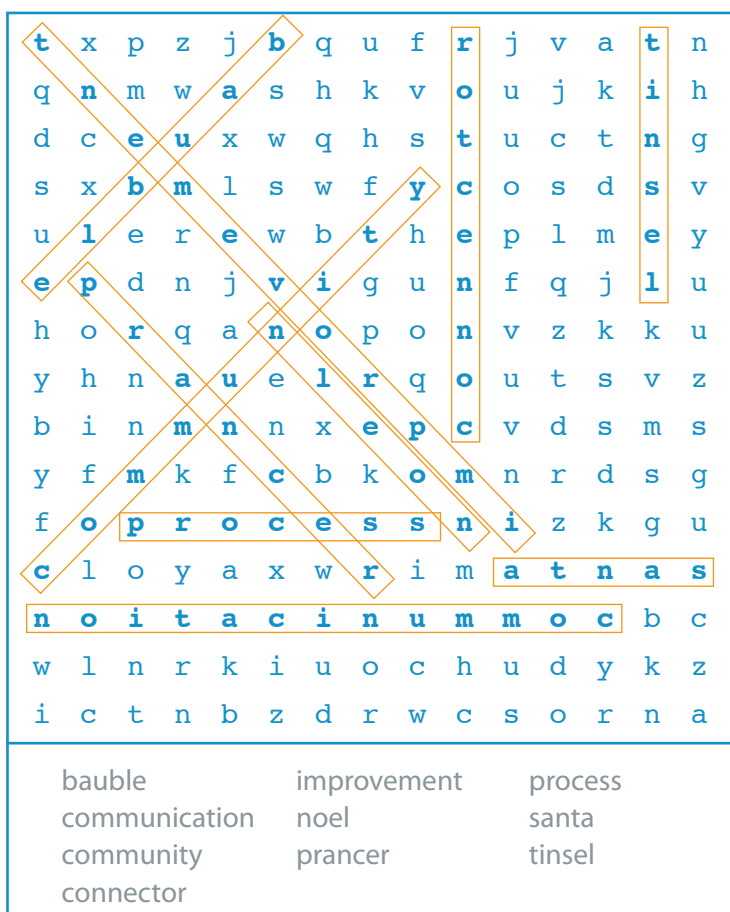 t x p z j b q u f r j v a t n
q n m w a s h k v o u j k i h
d c e u x w q h s t u c t n g
s x b m l s w f y c o s d s v
u l e r e w b t h e p l m e y
e p d n j v i g u n f q j l u
h o r q a n o p o n v z k k u
y h n a u e l r q o u t s v z
b i n m n n x e p c v d s m s
y f m k f c b k o m n r d s g
f o p r o c e s s n i z k g u
c l o y a x w r i m a t n a s
n o i t a c i n u m m o c b c
w l n r k i u o c h u d y k z
i c t n b z d r w c s o r n a
bauble improvement process
communication noel santa
community prancer tinsel
connector